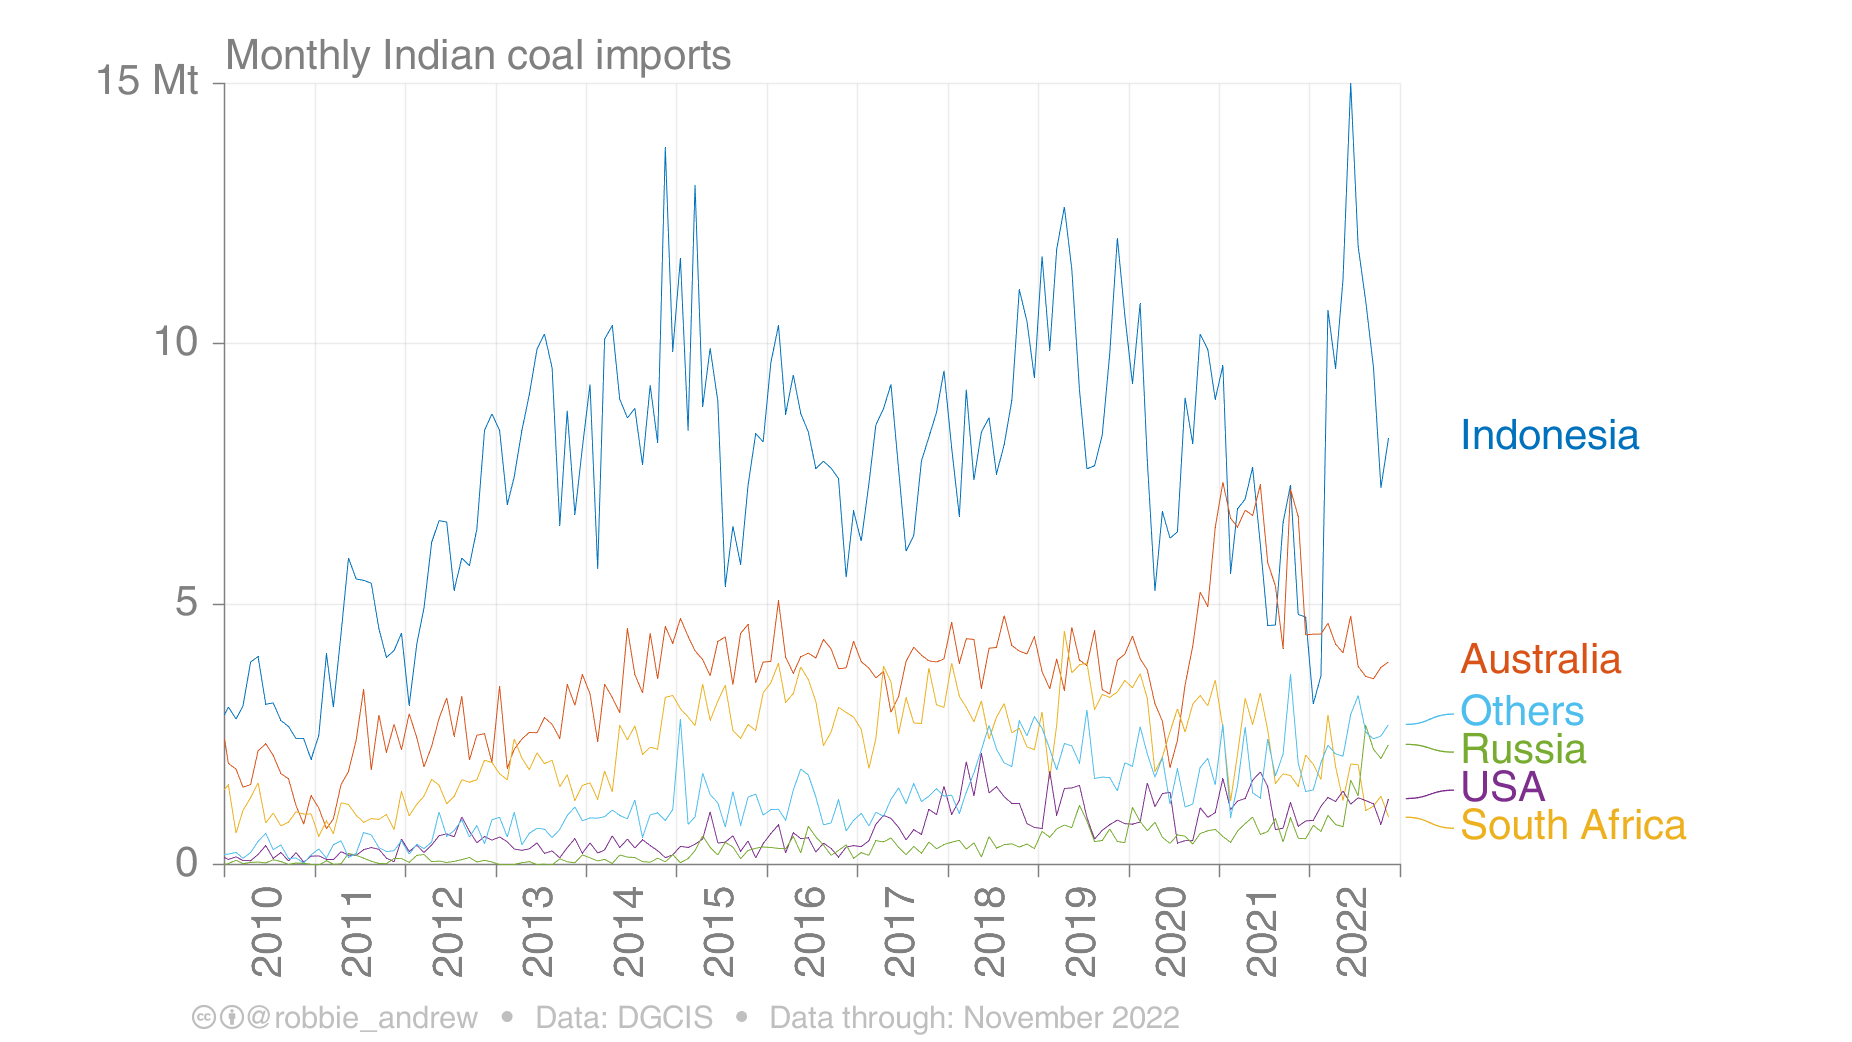 Monthly Indian coal imports
15 Mt
10
5
0
Indonesia
Australia
Others
Russia
USA
South Africa
2010 2011 2012 2013 2014 2015 2016 2017 2018 2019 2020 2021 2022
cc @robbie_andrew • Data: DGCIS • Data through: November 2022